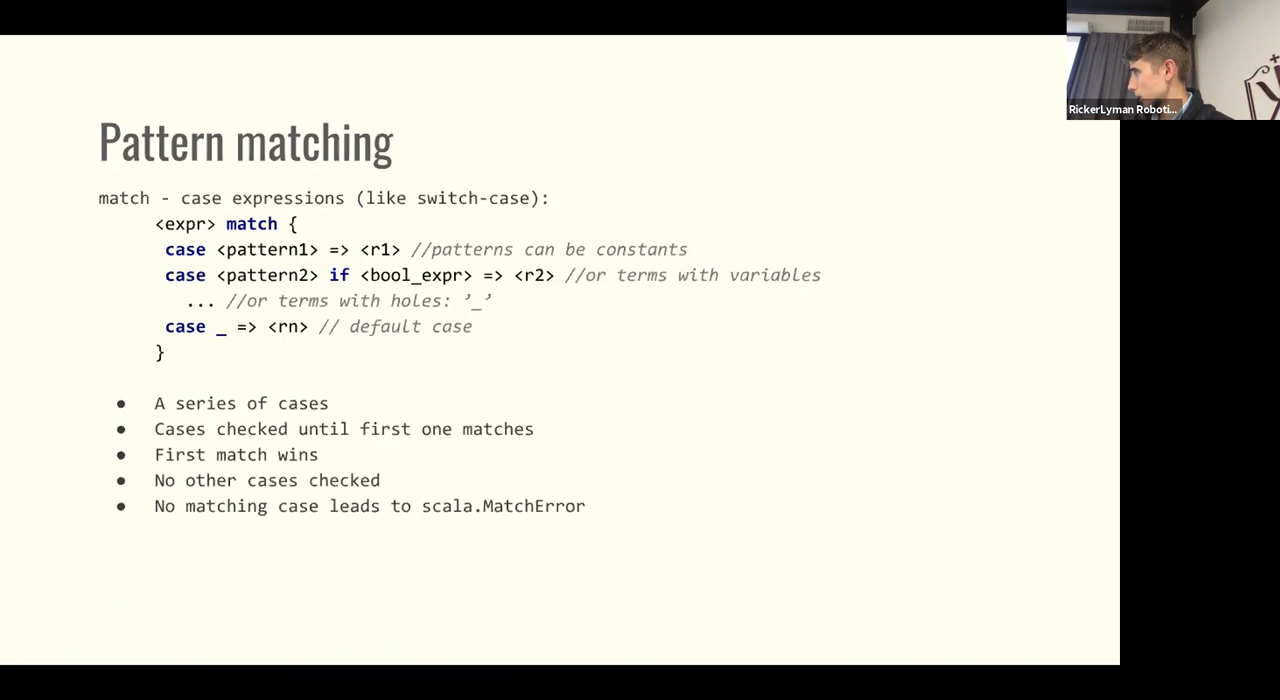 RickerLyman Roboti...
Pattern matching
match - case expressions (like switch-case):
<expr> match {
case <pattern1> => <r1> //patterns can be constants
case <pattern2> if <bool_expr> => <r2> //or terms with variables
... //or terms with holes: ’_’
case _ => <rn> // default case
}
● A series of cases
● Cases checked until first one matches
● First match wins
● No other cases checked
● No matching case leads to scala.MatchError